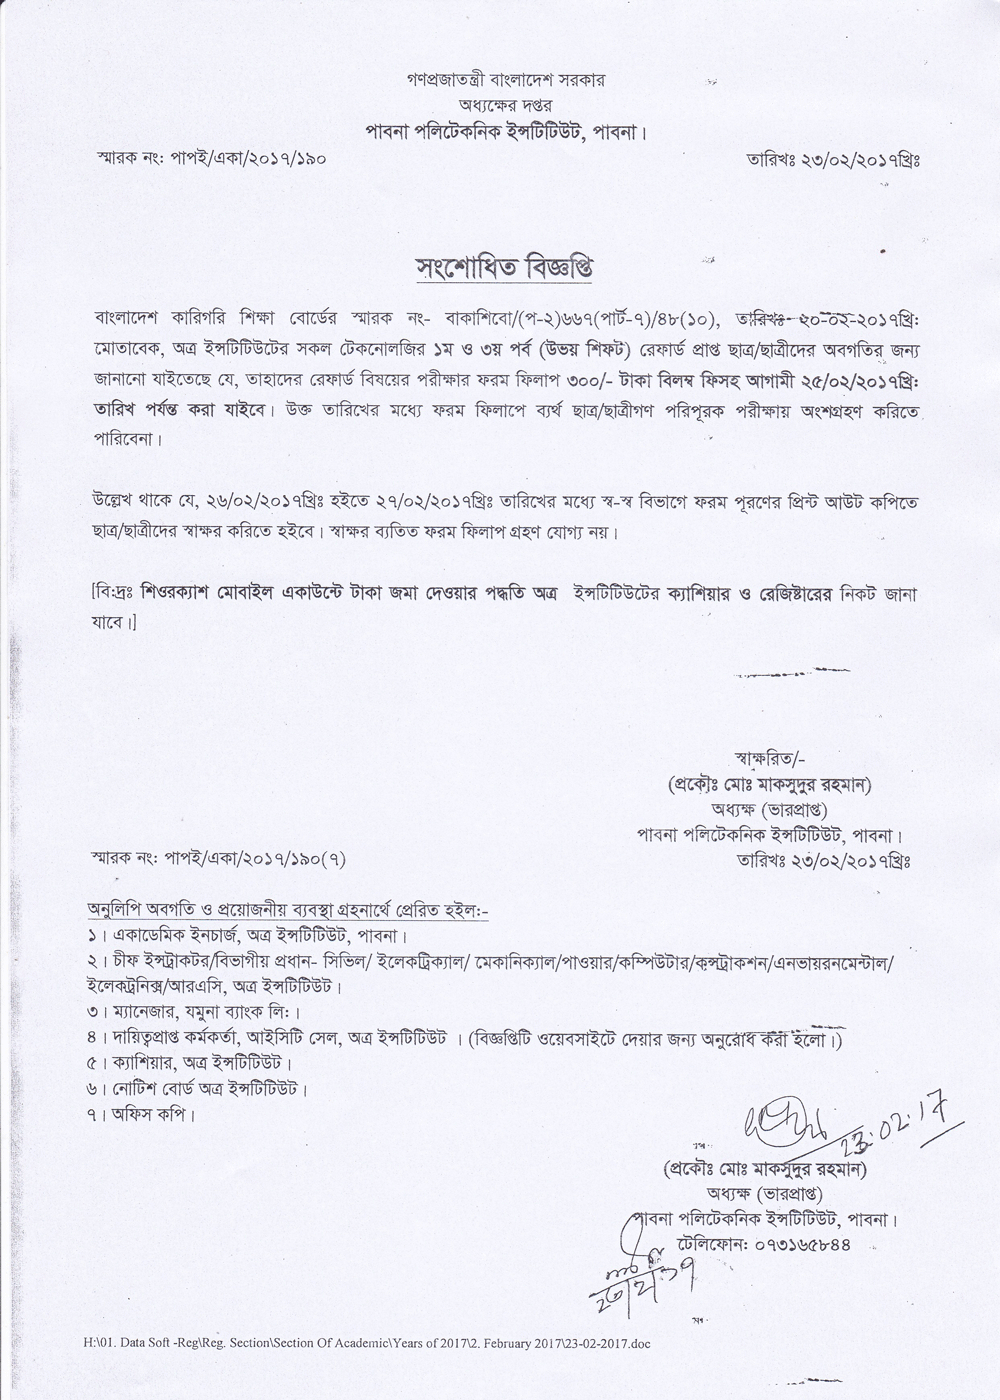 গণপ্রজাতন্ত্রী বাংলাদেশ সরকার
অধ্যক্ষের দপ্তর
পাবনা পলিটেকনিক ইন্সটিটিউট, পাবনা।
স্মারক নং: পাপই/একা/২০১৭/১৯০ তারিখঃ ২৩/০২/২০১৭খ্রিঃ
সংশোধিত বিজ্ঞপ্তি
বাংলাদেশ কারিগরি শিক্ষা বোর্ডের স্মারক নং- বাকাশিবো/(প-২)৬৬৭(পার্ট-৭)/৪৮(১০), তারিখঃ ২০-০২-২০১৭খ্রি:
মোতাবেক, অত্র ইন্সটিটিউটের সকল টেকনোলজির ১ম ও ৩য় পর্ব (উভয় শিফট) রেফার্ড প্রাপ্ত ছাত্র/ছাত্রীদের অবগতির জন্য
জানানো যাইতেছে যে, তাহাদের রেফার্ড বিষয়ের পরীক্ষার ফরম ফিলাপ ৩০০/- টাকা বিলম্ব ফিসহ আগামী ২৫/০২/২০১৭খ্রি:
তারিখ পর্যন্ত করা যাইবে। উক্ত তারিখের মধ্যে ফরম ফিলাপে ব্যর্থ ছাত্র/ছাত্রীগণ পরিপূরক পরীক্ষায় অংশগ্রহণ করিতে
পারিবেনা।
উল্লেখ থাকে যে, ২৬/০২/২০১৭খ্রিঃ হইতে ২৭/০২/২০১৭খ্রিঃ তারিখের মধ্যে স্ব-স্ব বিভাগে ফরম পূরণের প্রিন্ট আউট কপিতে
ছাত্র/ছাত্রীদের স্বাক্ষর করিতে হইবে। স্বাক্ষর ব্যতিত ফরম ফিলাপ গ্রহণ যোগ্য নয়।
[বি:দ্রঃ শিওরক্যাশ মোবাইল একাউন্টে টাকা জমা দেওয়ার পদ্ধতি অত্র ইন্সটিটিউটের ক্যাশিয়ার ও রেজিষ্টারের নিকট জানা
যাবে।]
স্বাক্ষরিত/-
(প্রকৌঃ মোঃ মাকসুদুর রহমান)
অধ্যক্ষ (ভারপ্রাপ্ত)
পাবনা পলিটেকনিক ইন্সটিটিউট, পাবনা।
স্মারক নং: পাপই/একা/২০১৭/১৯০(৭) তারিখঃ ২৩/০২/২০১৭খ্রিঃ
অনুলিপি অবগতি ও প্রয়োজনীয় ব্যবস্থা গ্রহনার্থে প্রেরিত হইল:-
১। একাডেমিক ইনচার্জ, অত্র ইন্সটিটিউট, পাবনা।
২। চীফ ইন্সট্রাকটর/বিভাগীয় প্রধান- সিভিল/ ইলেকট্রিক্যাল/ মেকানিক্যাল/পাওয়ার/কম্পিউটার/কন্সট্রাকশন/এনভায়রনমেন্টাল/
ইলেকট্রনিক্স/আরএসি, অত্র ইন্সটিটিউট।
৩। ম্যানেজার, যমুনা ব্যাংক লি:।
৪। দায়িত্বপ্রাপ্ত কর্মকর্তা, আইসিটি সেল, অত্র ইন্সটিটিউট । (বিজ্ঞপ্তিটি ওয়েবসাইটে দেয়ার জন্য অনুরোধ করা হলো।)
৫। ক্যাশিয়ার, অত্র ইন্সটিটিউট।
৬। নোটিশ বোর্ড অত্র ইন্সটিটিউট।
৭। অফিস কপি।
23.02.17
(প্রকৌঃ মোঃ মাকসুদুর রহমান)
অধ্যক্ষ (ভারপ্রাপ্ত)
পাবনা পলিটেকনিক ইন্সটিটিউট, পাবনা।
টেলিফোন: ০৭৩১৬৫৮৪৪
২৩/২/১৭
H:\01. Data Soft -Reg\Reg. Section\Section Of Academic\Years of 2017\2. February 2017\23-02-2017.doc